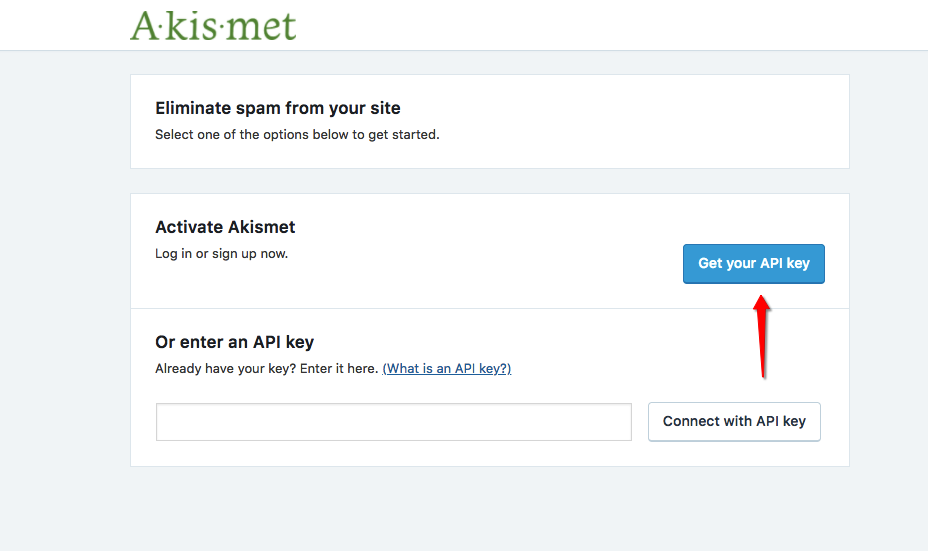 A·kis·met
Eliminate spam from your site
Select one of the options below to get started.
Activate Akismet
Log in or sign up now.
Get your API key
Or enter an API key
Already have your key? Enter it here. (What is an API key?)
Connect with API key